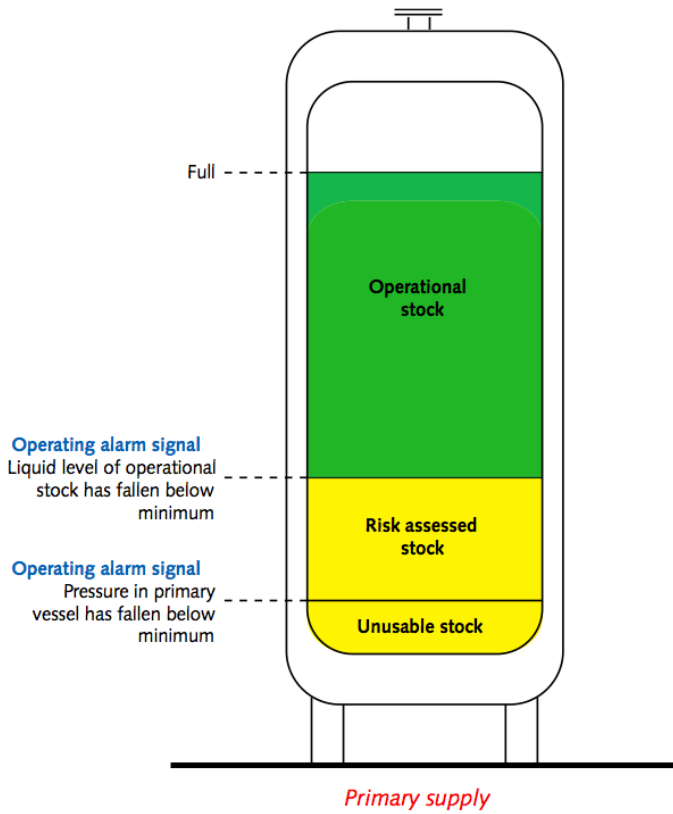 Full
Operational
stock
Operating alarm signal
Liquid level of operational
stock has fallen below
minimum
Risk assessed
stock
Operating alarm signal
Pressure in primary
vessel has fallen below
minimum
Unusable stock
Primary supply